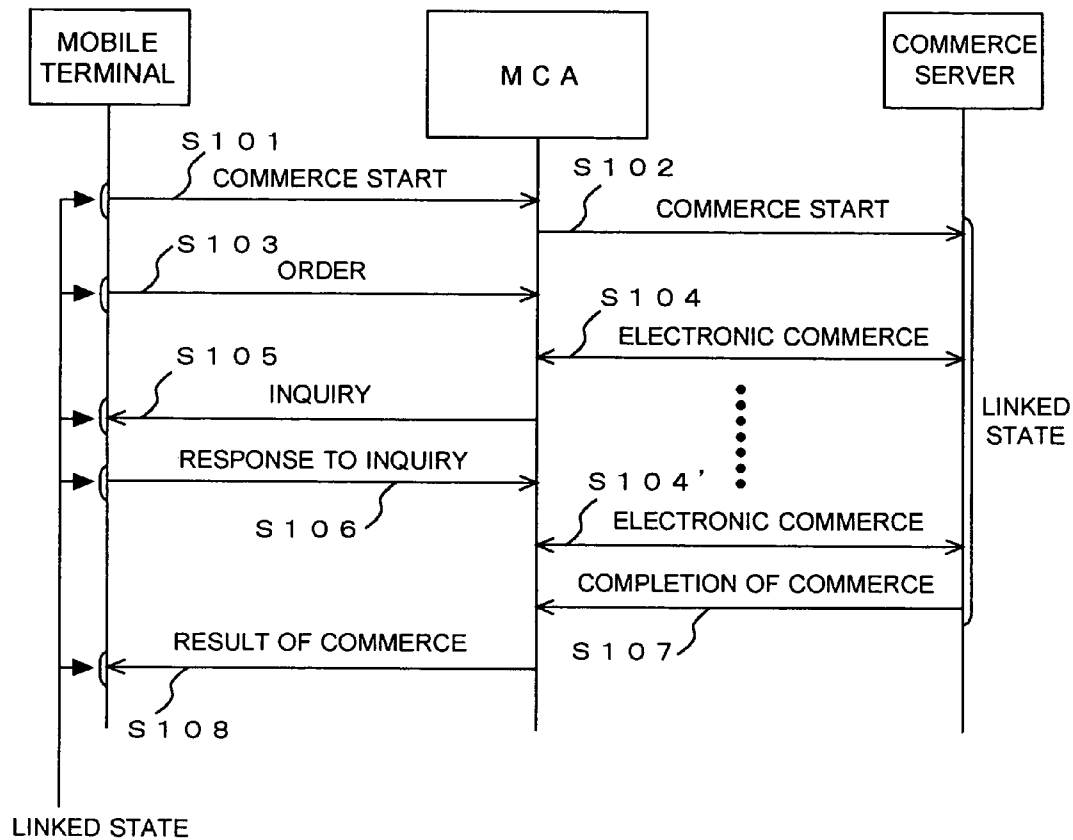 MOBILE
TERMINAL
M C A
COMMERCE
SERVER
S 1 0 1
COMMERCE START
S 1 0 2
COMMERCE START
S 1 0 3
ORDER
S 1 0 4
ELECTRONIC COMMERCE
S 1 0 5
INQUIRY
LINKED
STATE
RESPONSE TO INQUIRY
S 1 0 4 '
S 1 0 6
ELECTRONIC COMMERCE
COMPLETION OF COMMERCE
RESULT OF COMMERCE
S 1 0 7
S 1 0 8
LINKED STATE